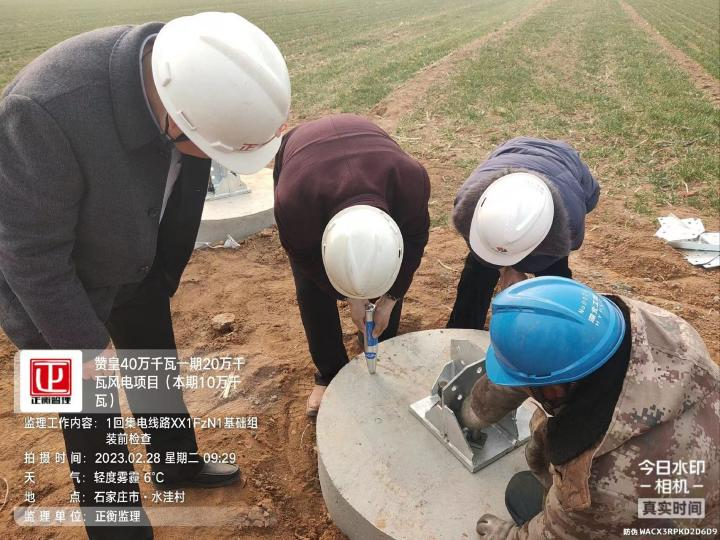 赞皇40万千瓦一期20万千
瓦风电项目（本期10万千
瓦）
正衡管理
监理工作内容：1回集电线路XX1FzN1基础组
装前检查
拍摄时间：2023.02.28 星期二 09:29
天气：轻度雾霾 6℃
地点：石家庄市·水洼村
监理单位：正衡监理
今日水印
相机
真实时间
防伪 WACX3RPKD2D6D9